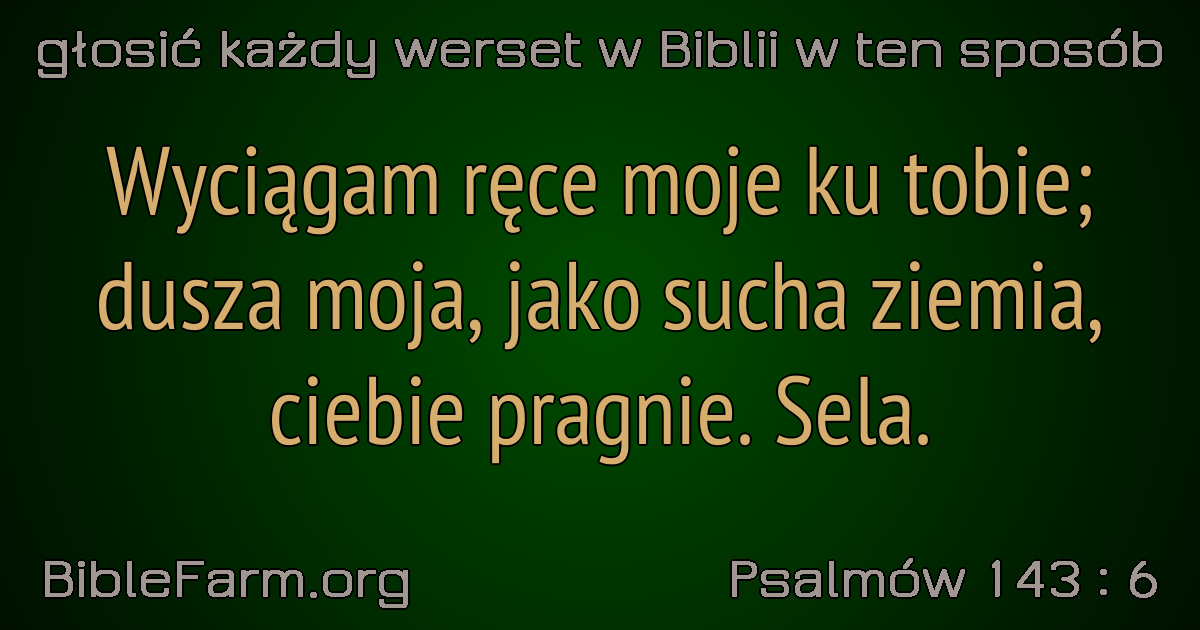 głosić każdy werset w Biblii w ten sposób
Wyciągam ręce moje ku tobie;
dusza moja, jako sucha ziemia,
ciebie pragnie. Sela.
BibleFarm.org
Psalmów 143 : 6